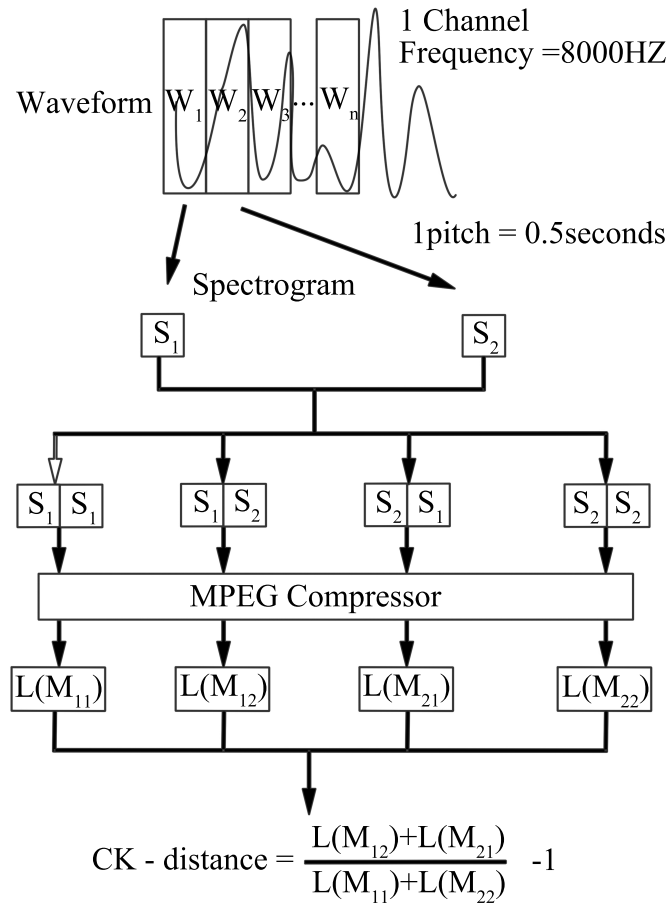 1 Channel
Frequency =8000HZ
Waveform W₁ W₂ W₃ ... Wₙ
1pitch = 0.5seconds
Spectrogram
S₁ S₂
S₁ S₁ S₁ S₂ S₂ S₁ S₂ S₂
MPEG Compressor
L(M₁₁) L(M₁₂) L(M₂₁) L(M₂₂)
L(M₁₂)+L(M₂₁)
CK - distance = -1
L(M₁₁)+L(M₂₂)